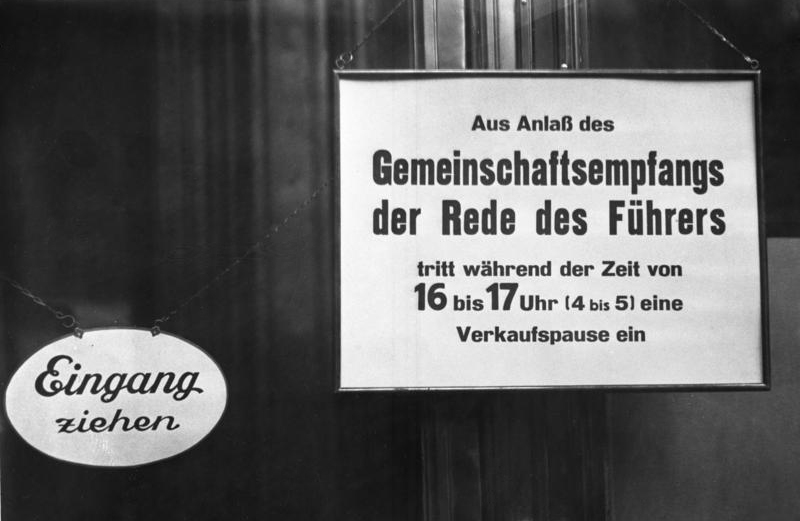 Aus Anlaß des
Gemeinschaftsempfangs
der Rede des Führers
tritt während der Zeit von
16 bis 17 Uhr (4 bis 5) eine
Verkaufspause ein
Eingang
ziehen